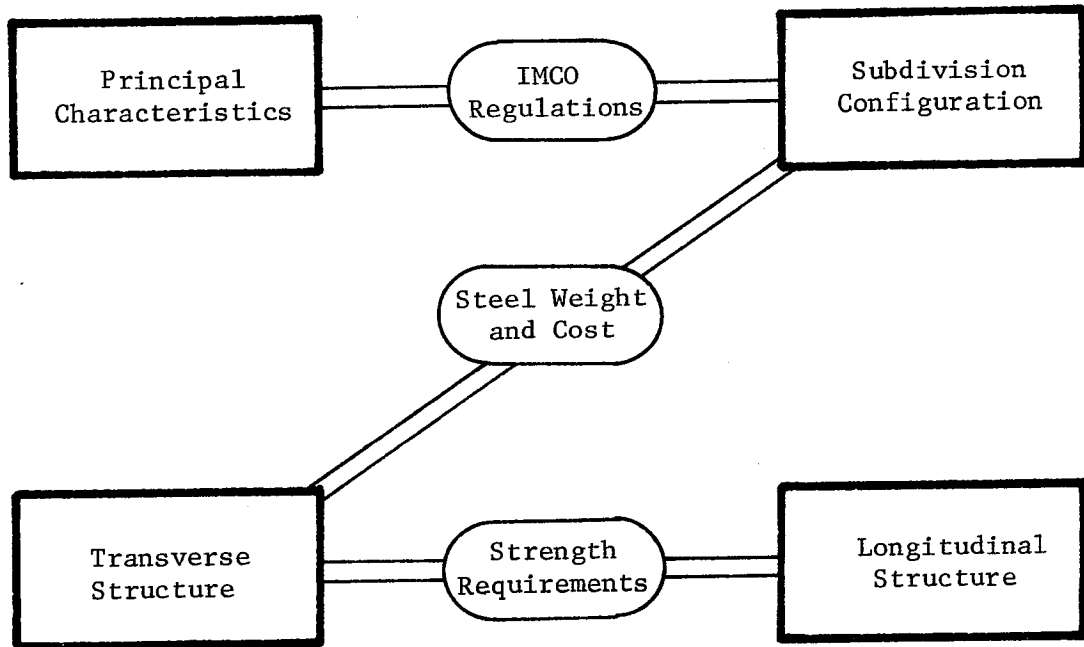 Principal
Characteristics
IMCO
Regulations
Subdivision
Configuration
Steel Weight
and Cost
Transverse
Structure
Strength
Requirements
Longitudinal
Structure